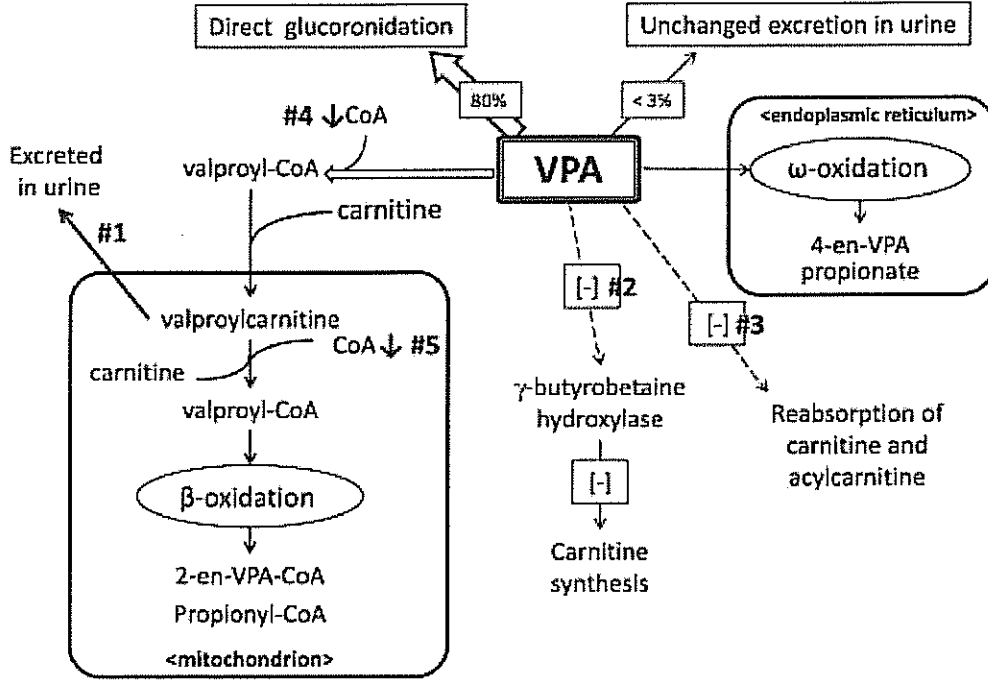 Direct glucoronidation
Unchanged excretion in urine
80%
< 3%
<endoplasmic reticulum>
#4 ↓CoA
Excreted
in urine
valproyl-CoA
VPA
ω-oxidation
#1
carnitine
4-en-VPA
propionate
[-] #2
[-] #3
valproylcarnitine
CoA ↓ #5
carnitine
γ-butyrobetaine
hydroxylase
valproyl-CoA
Reabsorption of
carnitine and
acylcarnitine
[-]
β-oxidation
Carnitine
synthesis
2-en-VPA-CoA
Propionyl-CoA
<mitochondrion>